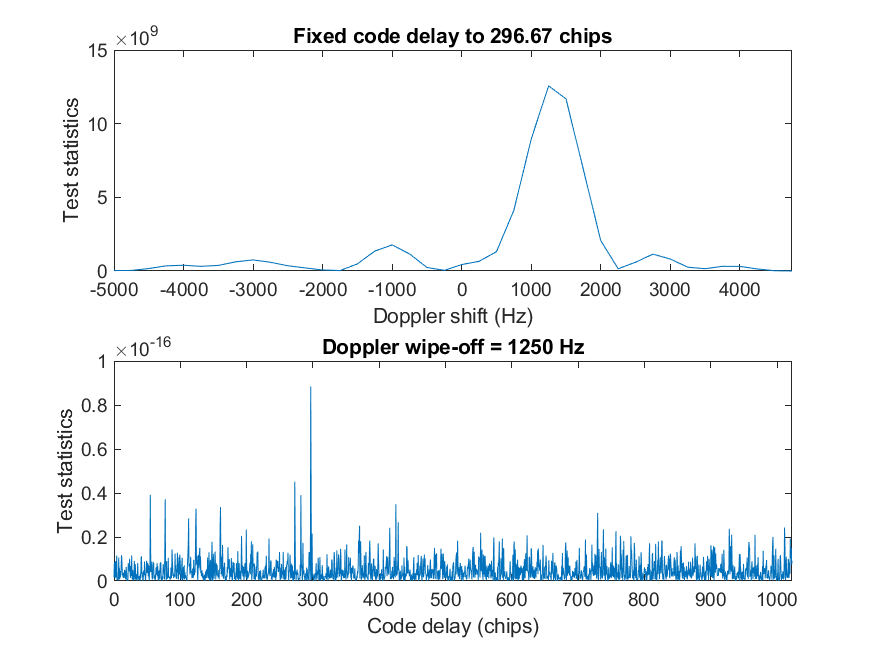 Fixed code delay to 296.67 chips
×10⁹
15
10
5
0
Test statistics
-5000 -4000 -3000 -2000 -1000 0 1000 2000 3000 4000
Doppler shift (Hz)
Doppler wipe-off = 1250 Hz
×10⁻¹⁶
1
0.8
0.6
0.4
0.2
0
Test statistics
0 100 200 300 400 500 600 700 800 900 1000
Code delay (chips)